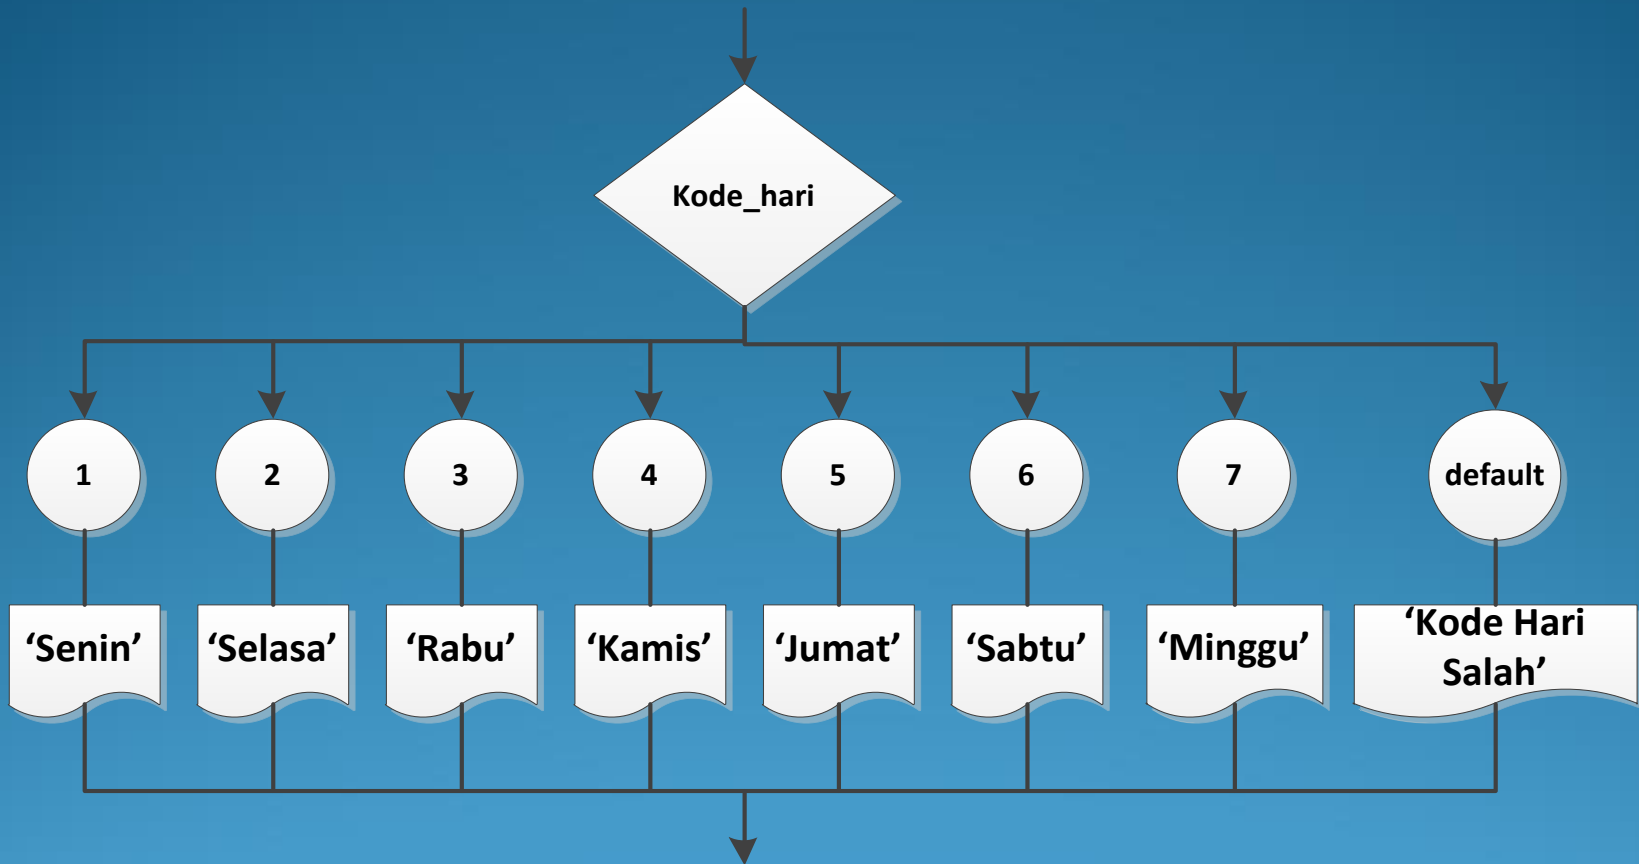 Kode_hari
1
2
3
4
5
6
7
default
‘Senin’
‘Selasa’
‘Rabu’
‘Kamis’
‘Jumat’
‘Sabtu’
‘Minggu’
‘Kode Hari
Salah’